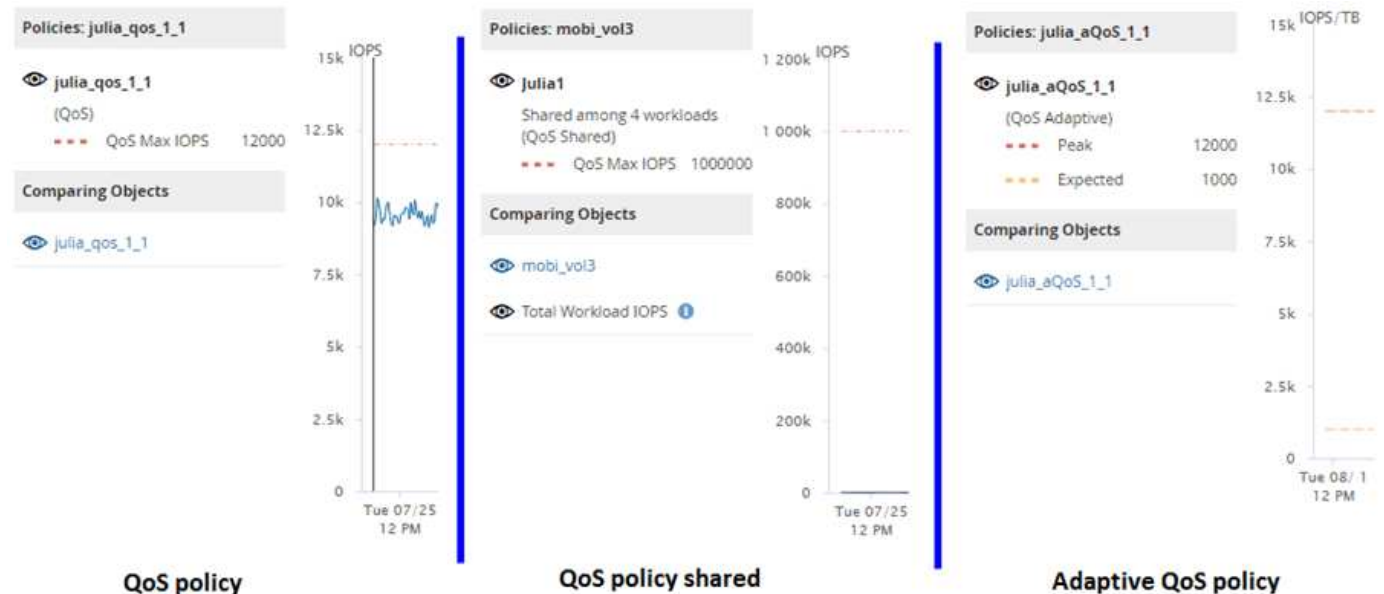 Policies: julia_qos_1_1
julia_qos_1_1
(QoS)
QoS Max IOPS 12000
Comparing Objects
julia_qos_1_1
IOPS
15k
12.5k
10k
7.5k
5k
2.5k
0
Tue 07/25
12 PM
QoS policy
Policies: mobi_vol3
Julia1
Shared among 4 workloads
(QoS Shared)
QoS Max IOPS 1000000
Comparing Objects
mobi_vol3
Total Workload IOPS i
IOPS
1 200k
1 000k
800k
600k
400k
200k
0
Tue 07/25
12 PM
QoS policy shared
Policies: julia_aQoS_1_1
julia_aQoS_1_1
(QoS Adaptive)
Peak 12000
Expected 1000
Comparing Objects
julia_aQoS_1_1
IOPS/TB
15k
12.5k
10k
7.5k
5k
2.5k
0
Tue 08/ 1
12 PM
Adaptive QoS policy